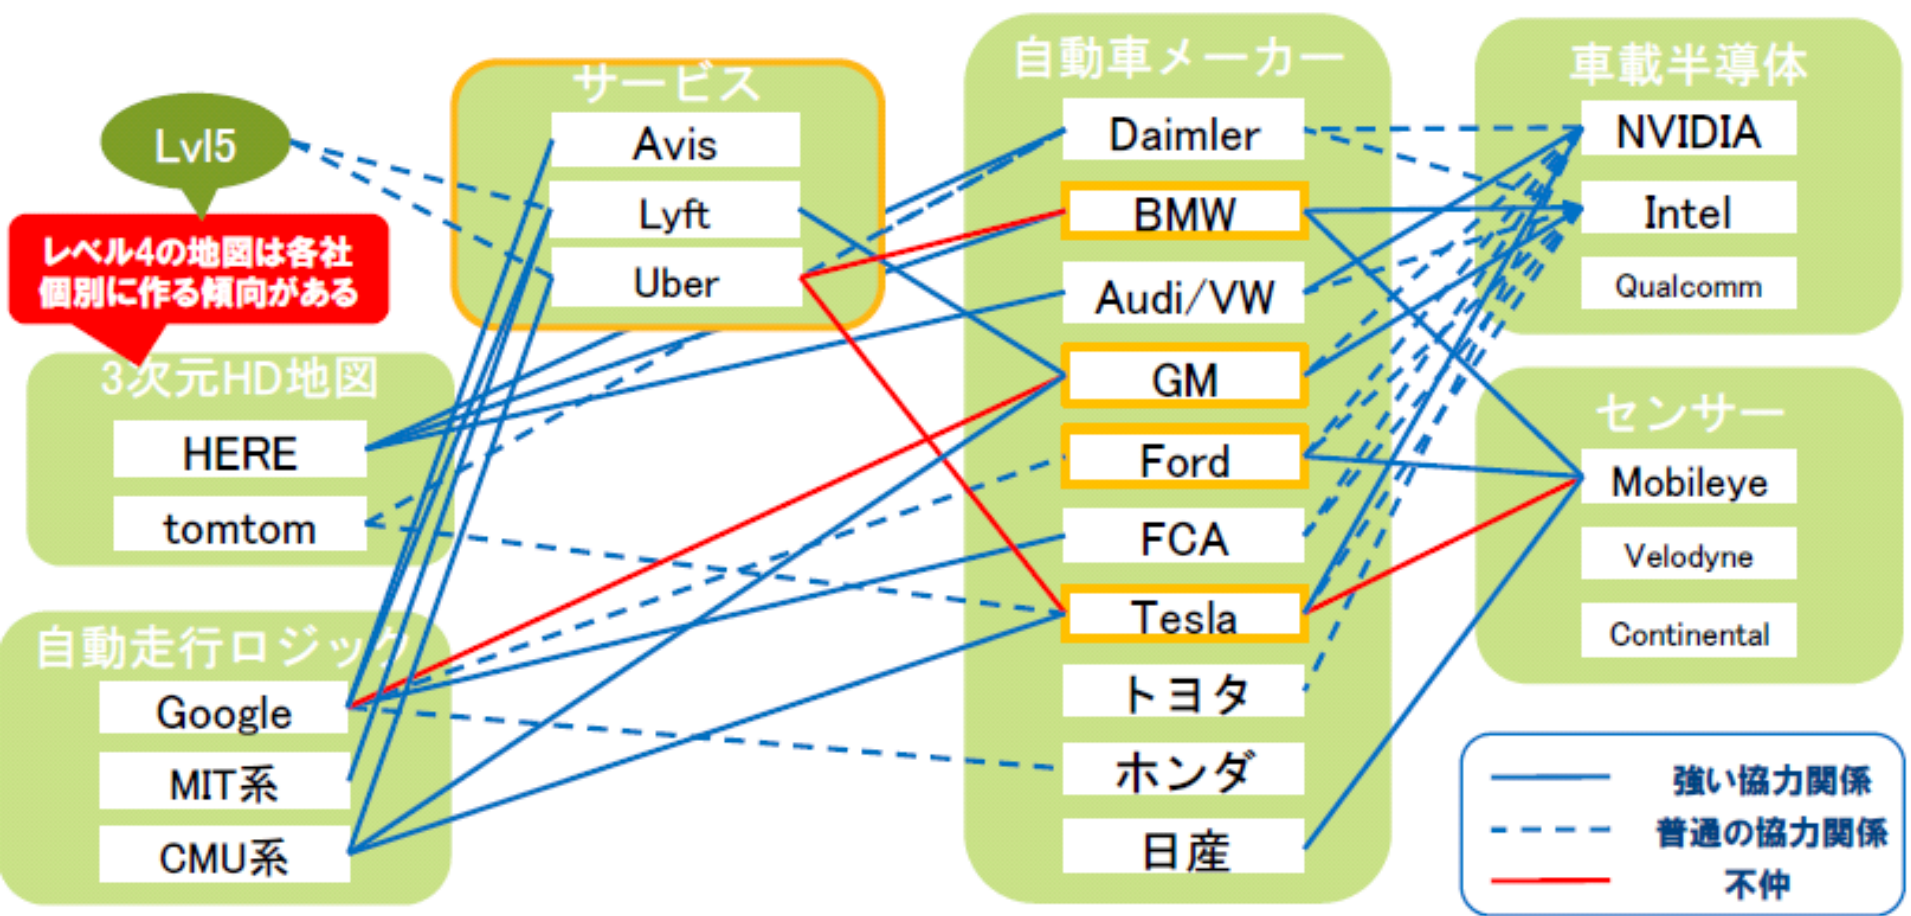 Lvl5
レベル4の地図は各社
個別に作る傾向がある
3次元HD地図
HERE
tomtom
自動走行ロジック
Google
MIT系
CMU系
サービス
Avis
Lyft
Uber
自動車メーカー
Daimler
BMW
Audi/VW
GM
Ford
FCA
Tesla
トヨタ
ホンダ
日産
車載半導体
NVIDIA
Intel
Qualcomm
センサー
Mobileye
Velodyne
Continental
強い協力関係
普通の協力関係
不仲